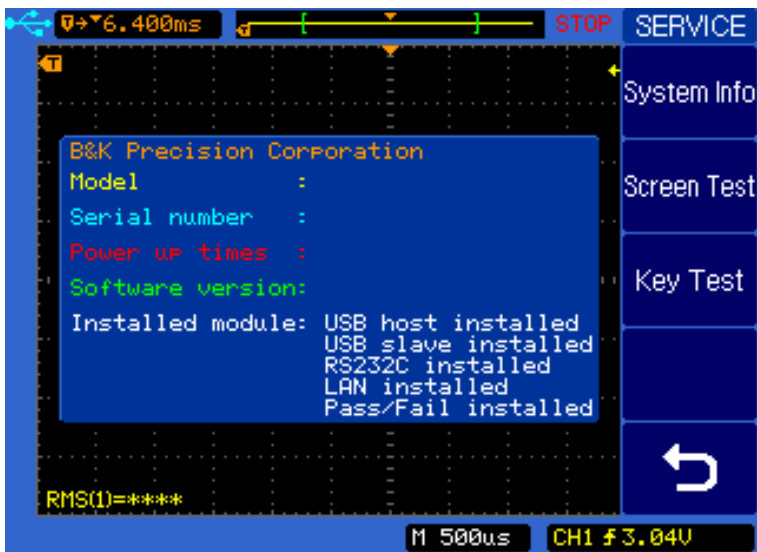 6.400ms
STOP
SERVICE
T
System Info
B&K Precision Corporation
Model :
Screen Test
Serial number :
Power up times :
Software version:
Key Test
Installed module: USB host installed
USB slave installed
RS232C installed
LAN installed
Pass/Fail installed
RMS(1)=****
M 500us
CH1 3.04V